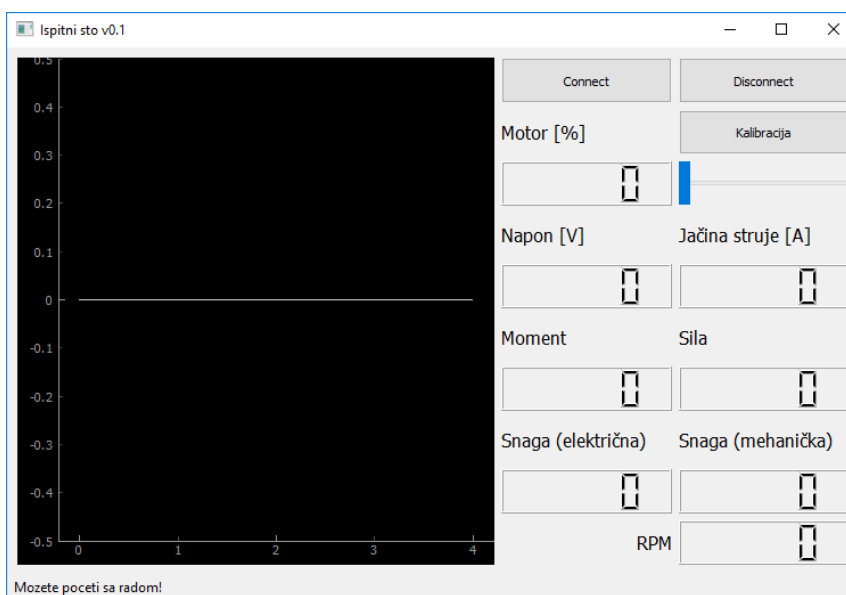 Ispitni sto v0.1
0.5
0.4
0.3
0.2
0.1
0
-0.1
-0.2
-0.3
-0.4
-0.5
0 1 2 3 4
Connect Disconnect
Motor [%] Kalibracija
0
Napon [V] Jačina struje [A]
0 0
Moment Sila
0 0
Snaga (električna) Snaga (mehanička)
0 0
RPM 0
Mozete poceti sa radom!